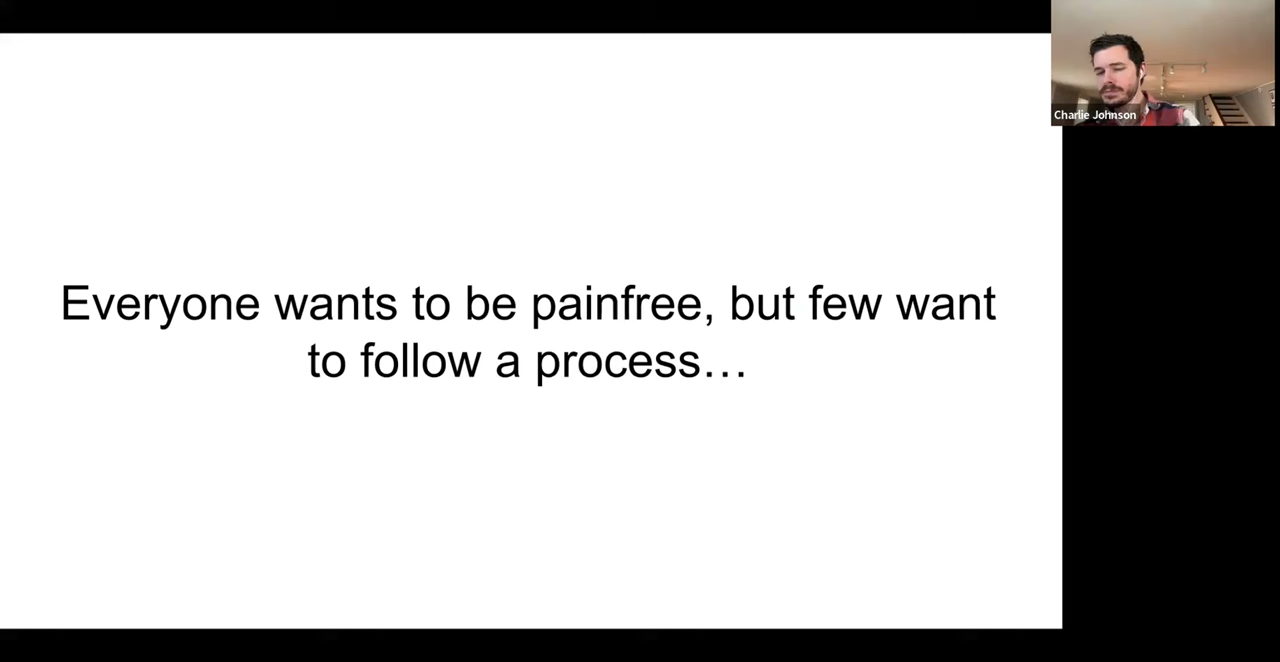 Everyone wants to be painfree, but few want
to follow a process…
Charlie Johnson